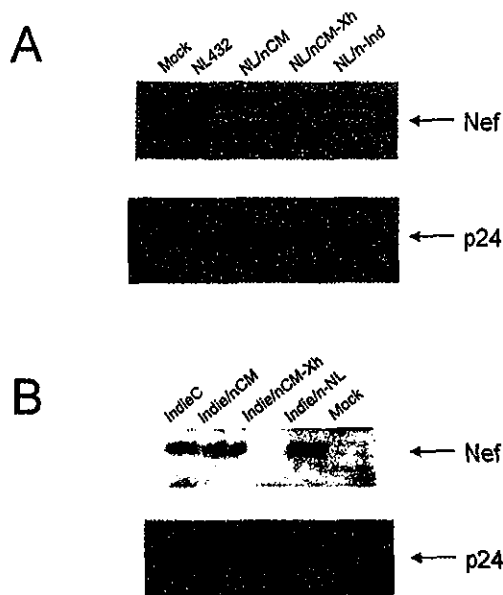 A
Mock
NL432
NL/nCM
NL/nCM-Xh
NL/n-Ind
Nef
p24
B
IndieC
Indie/nCM
Indie/nCM-Xh
Indie/n-NL
Mock
Nef
p24